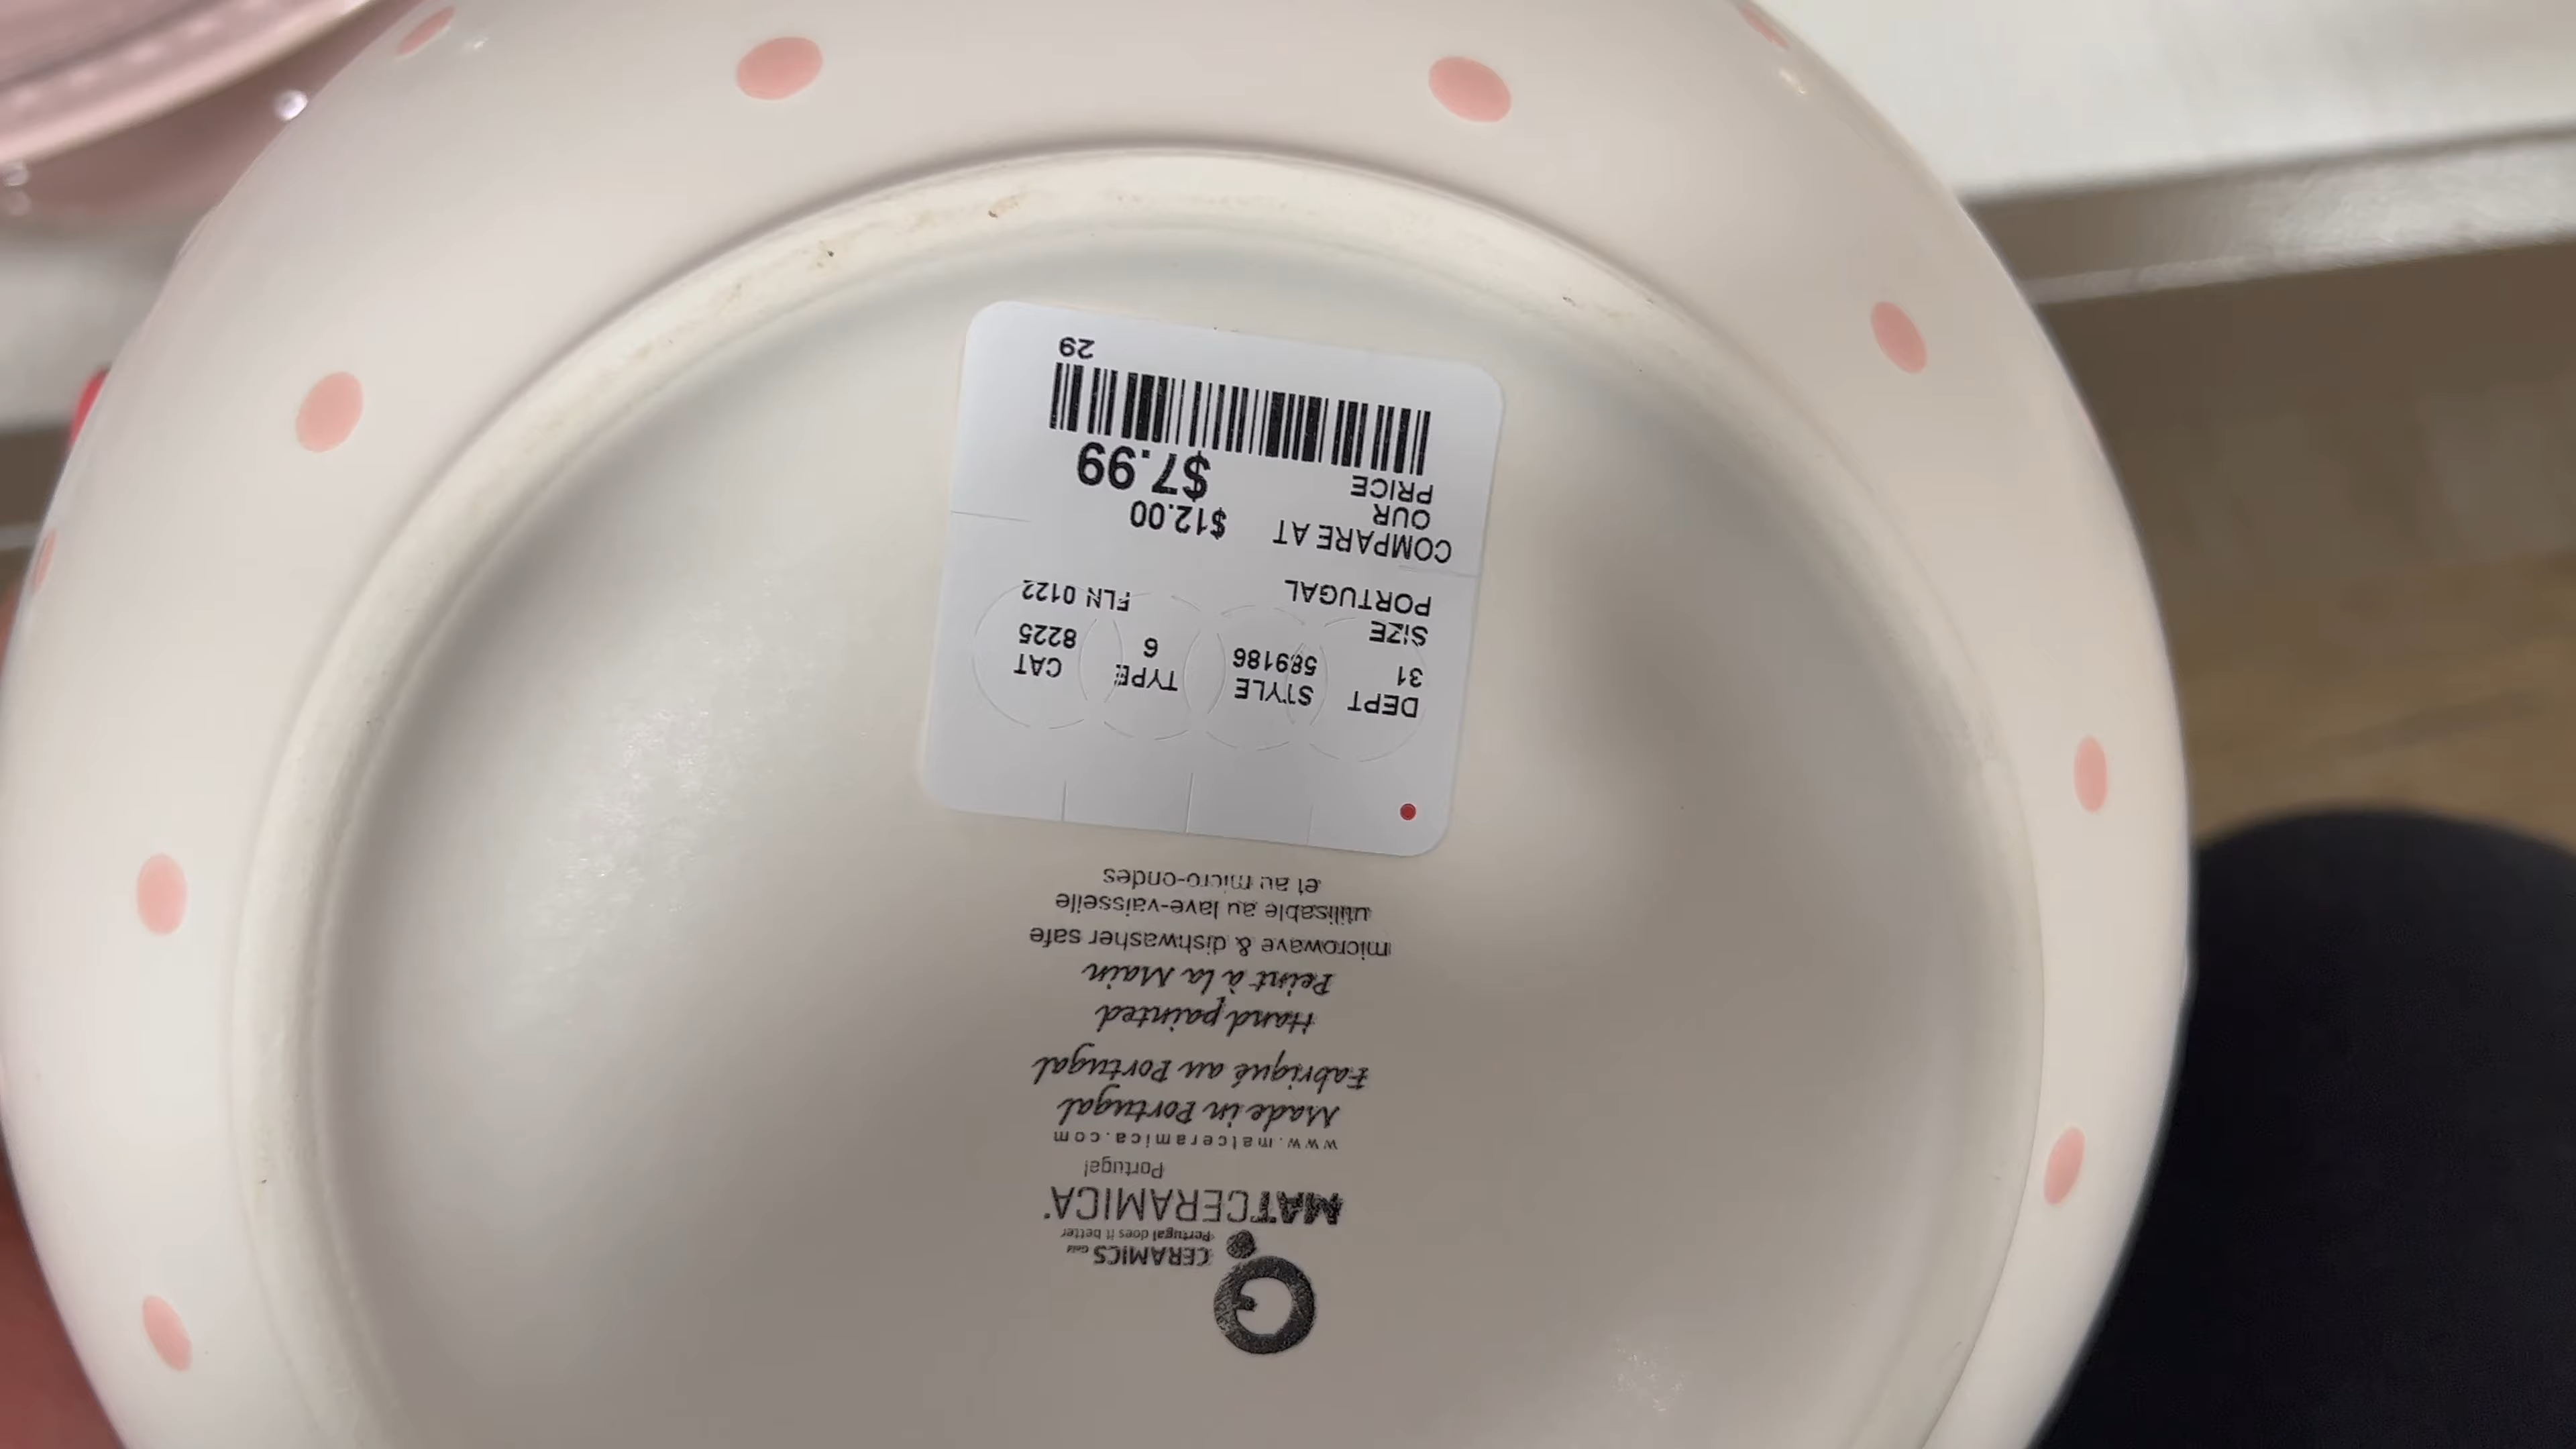 CERAMICS Gold
Portugal does it better
MATCERAMICA
Portugal
www.matceramica.com
Made in Portugal
Fabriqué au Portugal
Hand painted
Peint à la Main
microwave & dishwasher safe
utilisable au lave-vaisselle
et au micro-ondes
DEPT STYLE TYPE CAT
31 589186 6 8225
SIZE
PORTUGAL FLN 0122
COMPARE AT $12.00
OUR
PRICE $7.99
29